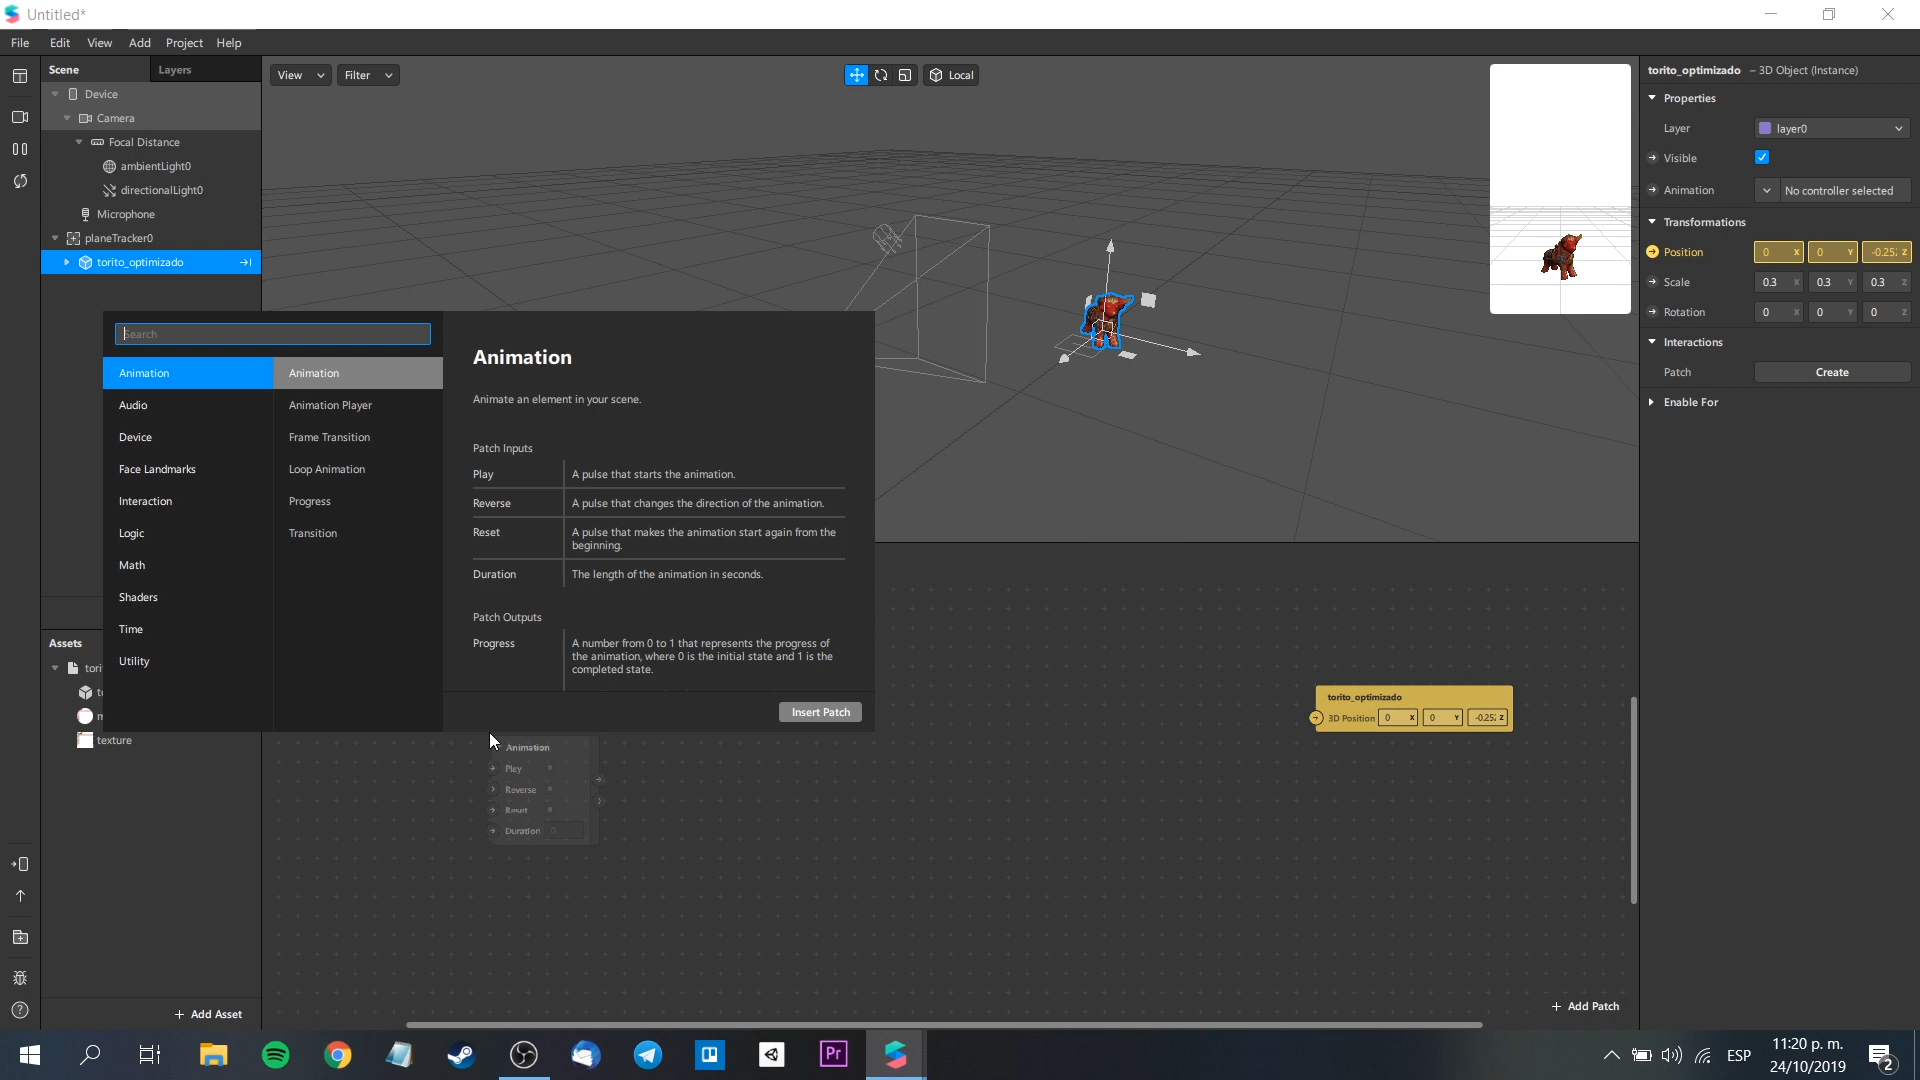 Untitled*
File Edit View Add Project Help
Scene Layers
Device
Camera
Focal Distance
ambientLight0
directionalLight0
Microphone
planeTracker0
torito_optimizado
View Filter
Local
Search
Animation
Audio
Device
Face Landmarks
Interaction
Logic
Math
Shaders
Time
Utility
Animation
Animation Player
Frame Transition
Loop Animation
Progress
Transition
Animation
Animate an element in your scene.
Patch Inputs
Play A pulse that starts the animation.
Reverse A pulse that changes the direction of the animation.
Reset A pulse that makes the animation start again from the
beginning.
Duration The length of the animation in seconds.
Patch Outputs
Progress A number from 0 to 1 that represents the progress of
the animation, where 0 is the initial state and 1 is the
completed state.
Insert Patch
Assets
texture
+ Add Asset
Animation
Play
Reverse
Reset
Duration 0
torito_optimizado
3D Position 0 X 0 Y -0.25 Z
+ Add Patch
torito_optimizado – 3D Object (Instance)
Properties
Layer layer0
Visible
Animation No controller selected
Transformations
Position 0 X 0 Y -0.25 Z
Scale 0.3 X 0.3 Y 0.3 Z
Rotation 0 X 0 Y 0 Z
Interactions
Patch Create
Enable For
Pr
ESP
11:20 p. m.
24/10/2019
2